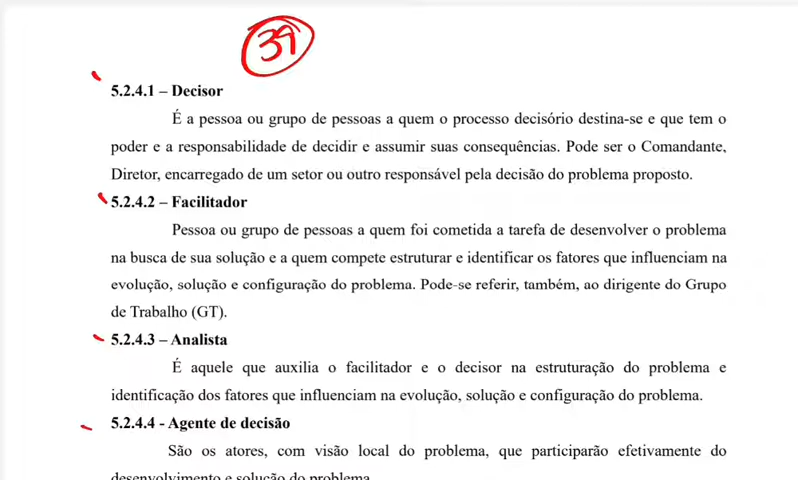 39
5.2.4.1 – Decisor
É a pessoa ou grupo de pessoas a quem o processo decisório destina-se e que tem o
poder e a responsabilidade de decidir e assumir suas consequências. Pode ser o Comandante,
Diretor, encarregado de um setor ou outro responsável pela decisão do problema proposto.
5.2.4.2 – Facilitador
Pessoa ou grupo de pessoas a quem foi cometida a tarefa de desenvolver o problema
na busca de sua solução e a quem compete estruturar e identificar os fatores que influenciam na
evolução, solução e configuração do problema. Pode-se referir, também, ao dirigente do Grupo
de Trabalho (GT).
5.2.4.3 – Analista
É aquele que auxilia o facilitador e o decisor na estruturação do problema e
identificação dos fatores que influenciam na evolução, solução e configuração do problema.
5.2.4.4 - Agente de decisão
São os atores, com visão local do problema, que participarão efetivamente do
desenvolvimento e solução do problema.